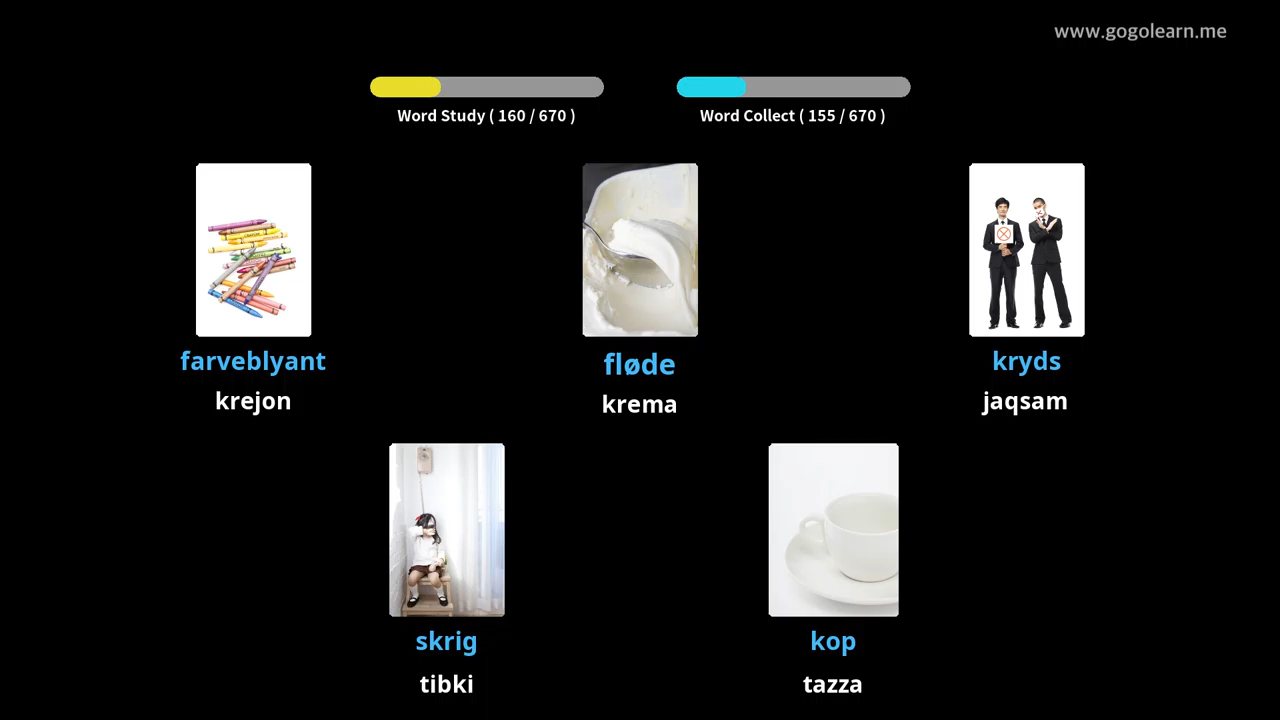 www.gogolearn.me
Word Study ( 160 / 670 )
Word Collect ( 155 / 670 )
farveblyant
krejon
fløde
krema
kryds
jaqsam
skrig
tibki
kop
tazza